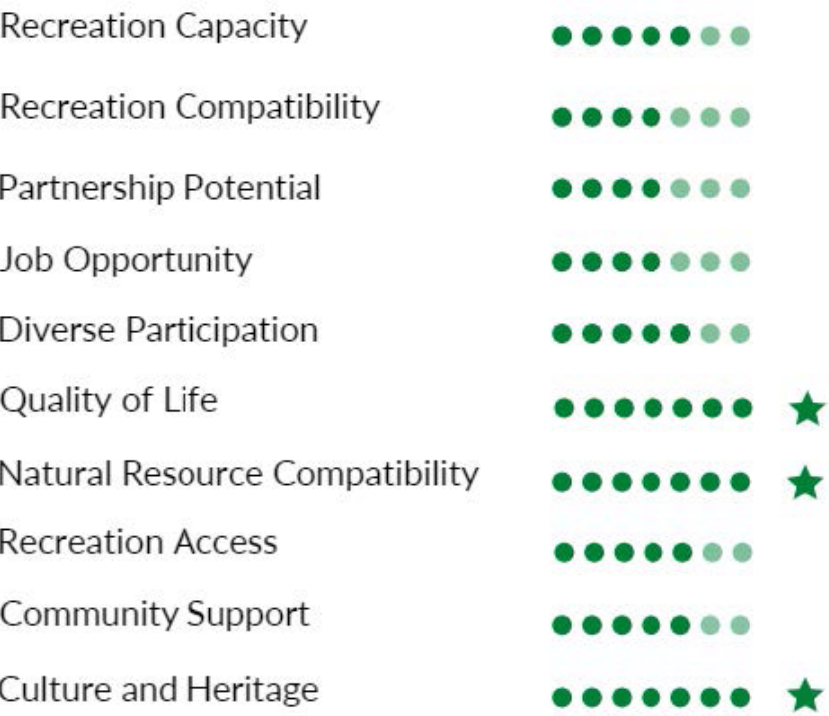 Recreation Capacity
Recreation Compatibility
Partnership Potential
Job Opportunity
Diverse Participation
Quality of Life
Natural Resource Compatibility
Recreation Access
Community Support
Culture and Heritage